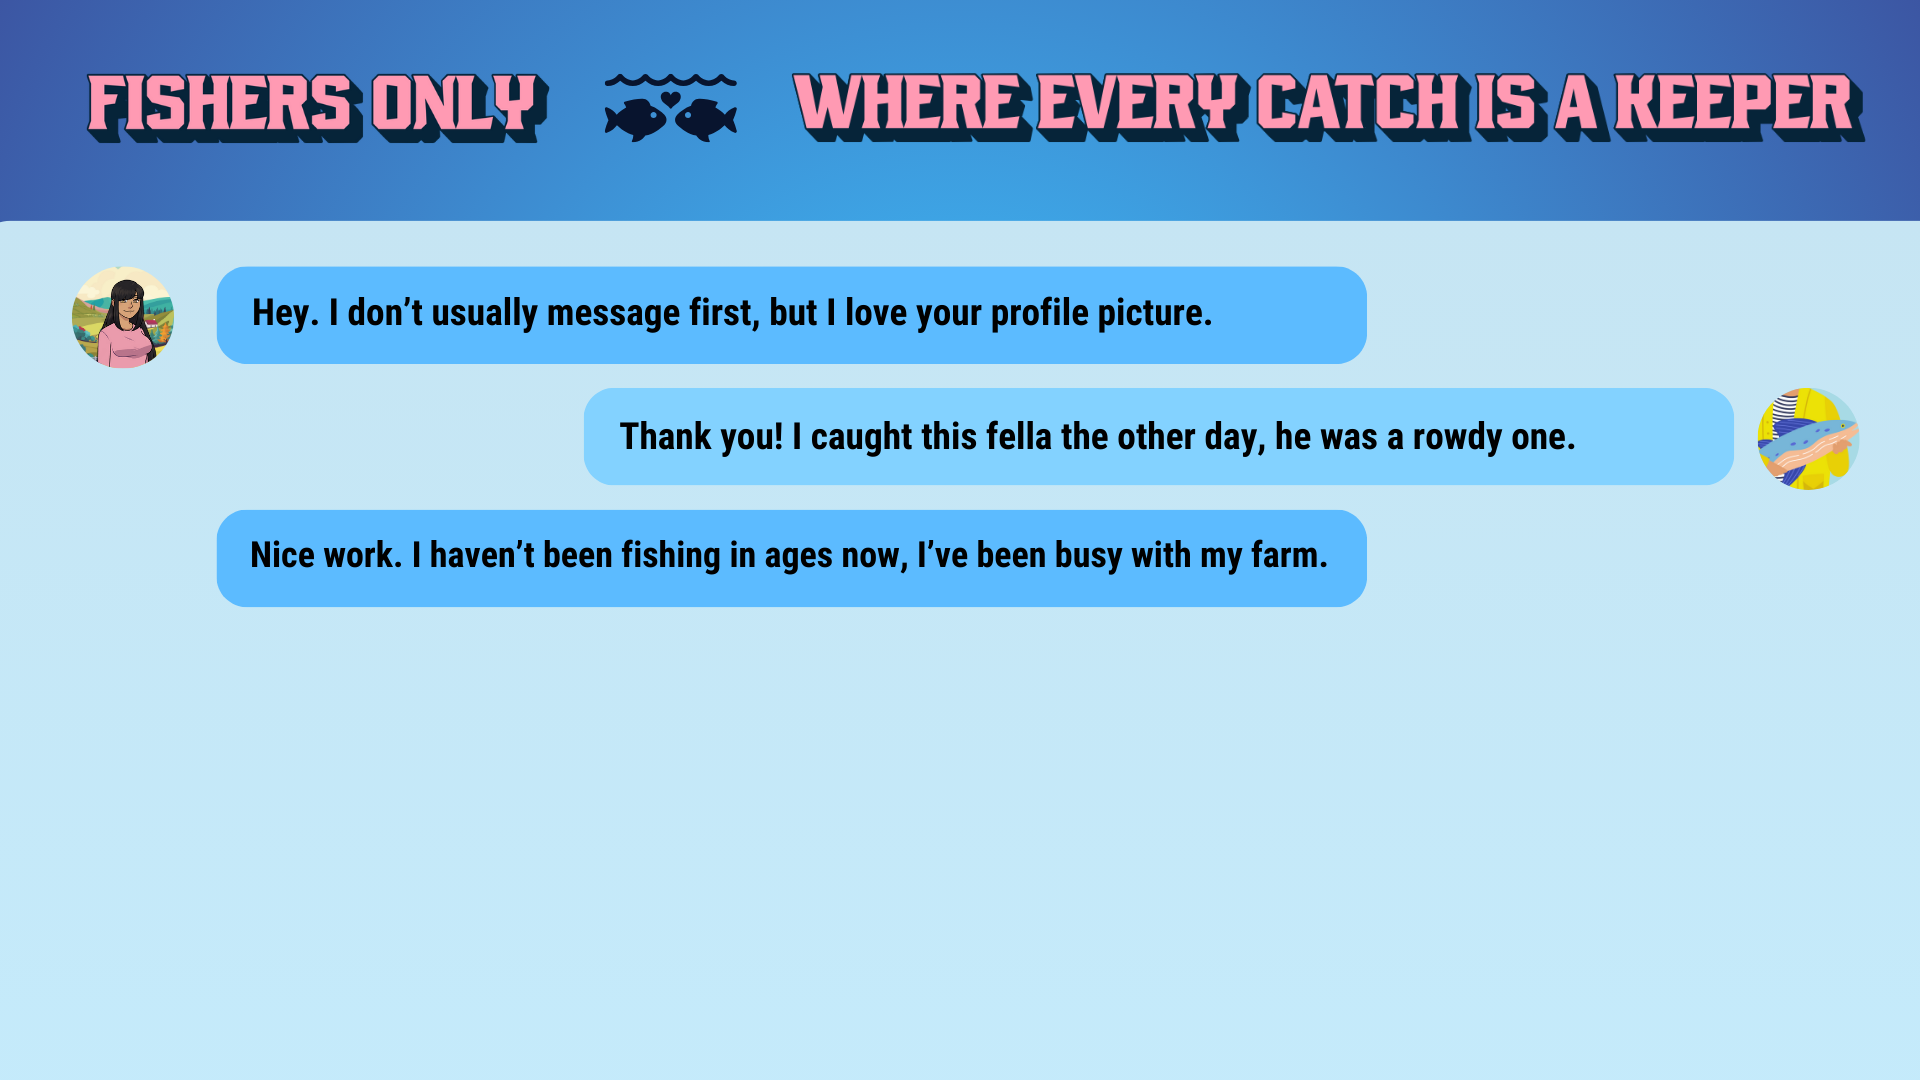 FISHERS ONLY WHERE EVERY CATCH IS A KEEPER
Hey. I don’t usually message first, but I love your profile picture.
Thank you! I caught this fella the other day, he was a rowdy one.
Nice work. I haven’t been fishing in ages now, I’ve been busy with my farm.